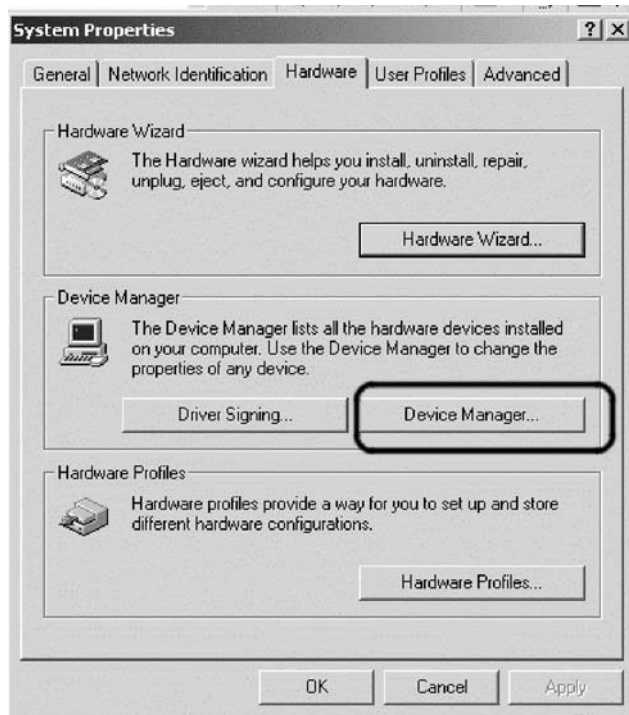 System Properties
? ×
General Network Identification Hardware User Profiles Advanced
Hardware Wizard
The Hardware wizard helps you install, uninstall, repair,
unplug, eject, and configure your hardware.
Hardware Wizard...
Device Manager
The Device Manager lists all the hardware devices installed
on your computer. Use the Device Manager to change the
properties of any device.
Driver Signing... Device Manager...
Hardware Profiles
Hardware profiles provide a way for you to set up and store
different hardware configurations.
Hardware Profiles...
OK Cancel Apply